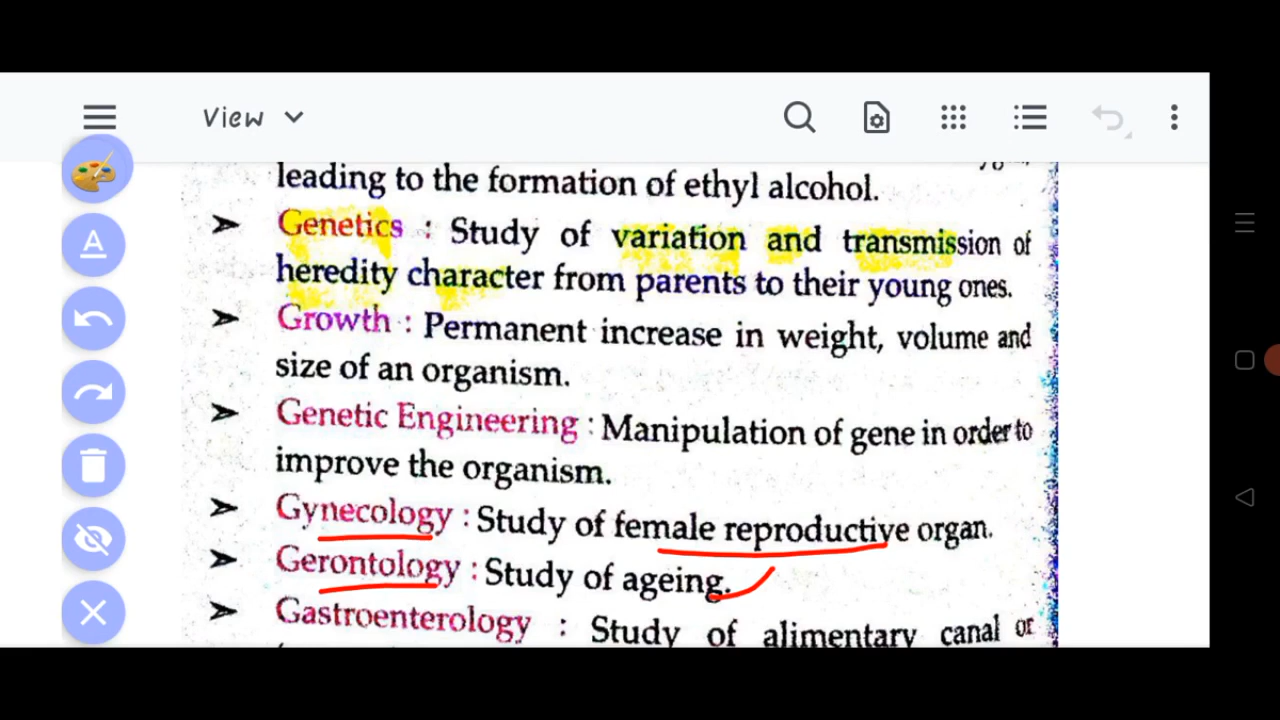 View
leading to the formation of ethyl alcohol.
➤ Genetics : Study of variation and transmission of
heredity character from parents to their young ones.
➤ Growth : Permanent increase in weight, volume and
size of an organism.
➤ Genetic Engineering : Manipulation of gene in order to
improve the organism.
➤ Gynecology : Study of female reproductive organ.
➤ Gerontology : Study of ageing.
➤ Gastroenterology : Study of alimentary canal or